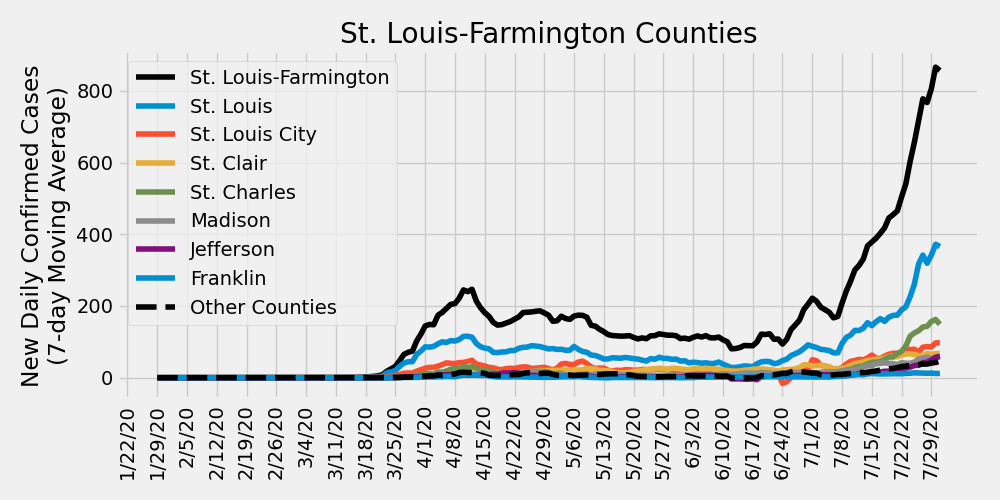 St. Louis-Farmington Counties
New Daily Confirmed Cases
(7-day Moving Average)
800
600
400
200
0
St. Louis-Farmington
St. Louis
St. Louis City
St. Clair
St. Charles
Madison
Jefferson
Franklin
Other Counties
1/22/20
1/29/20
2/5/20
2/12/20
2/19/20
2/26/20
3/4/20
3/11/20
3/18/20
3/25/20
4/1/20
4/8/20
4/15/20
4/22/20
4/29/20
5/6/20
5/13/20
5/20/20
5/27/20
6/3/20
6/10/20
6/17/20
6/24/20
7/1/20
7/8/20
7/15/20
7/22/20
7/29/20